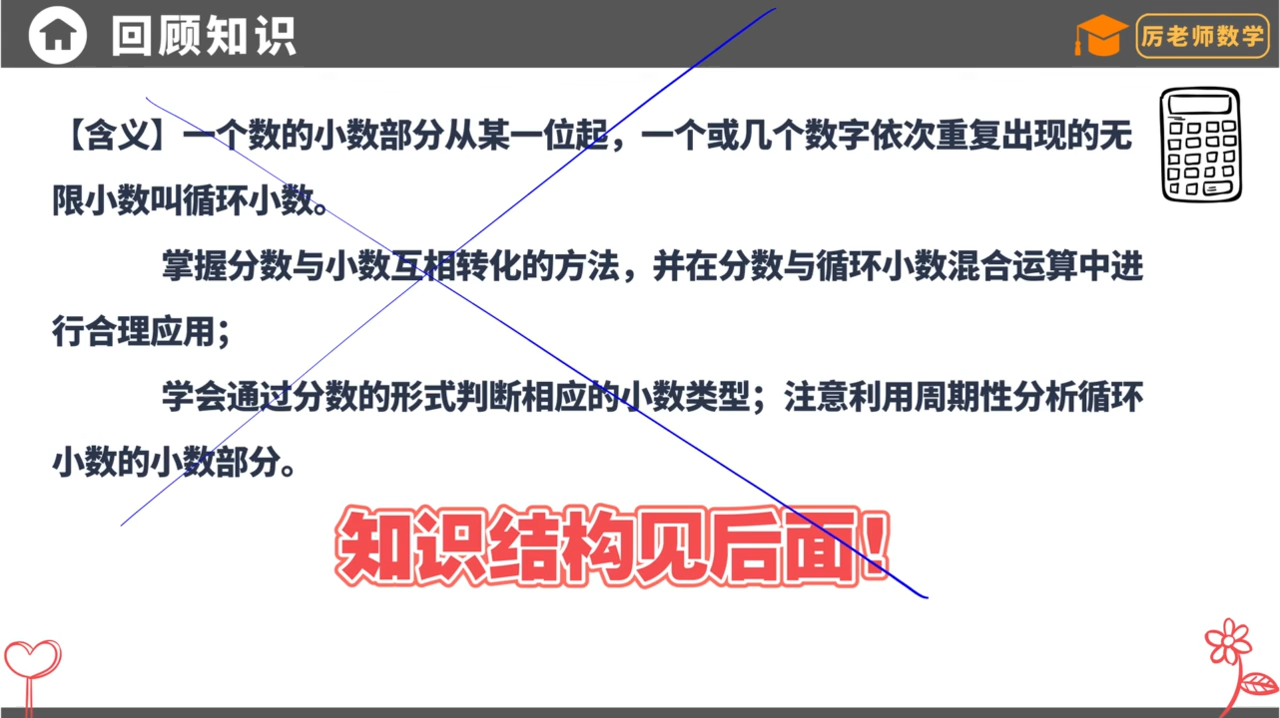 回顾知识
厉老师数学
【含义】一个数的小数部分从某一位起，一个或几个数字依次重复出现的无
限小数叫循环小数。
掌握分数与小数互相转化的方法，并在分数与循环小数混合运算中进
行合理应用；
学会通过分数的形式判断相应的小数类型；注意利用周期性分析循环
小数的小数部分。
知识结构见后面！